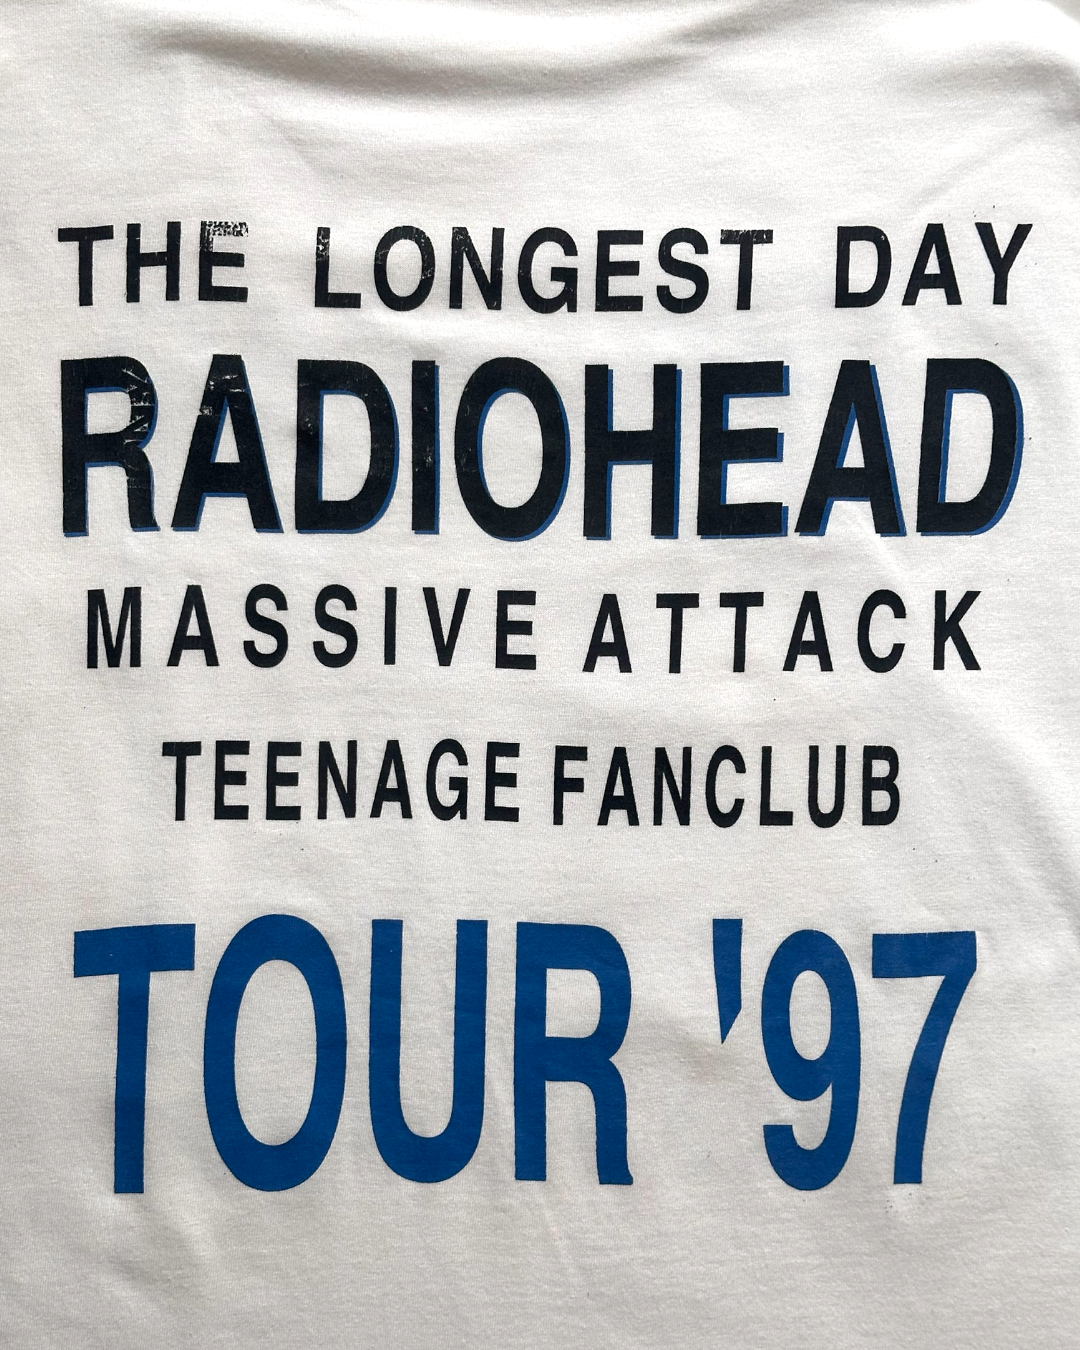 THE LONGEST DAY
RADIOHEAD
MASSIVE ATTACK
TEENAGE FANCLUB
TOUR '97